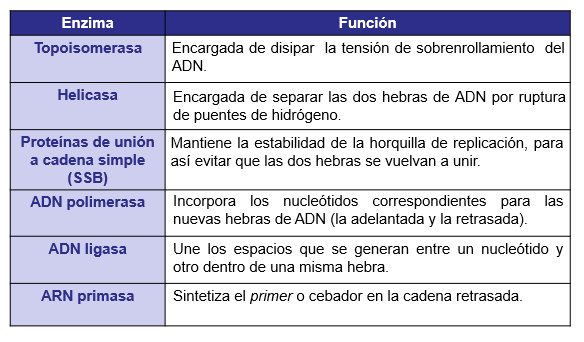 Enzima Función
Topoisomerasa Encargada de disipar la tensión de sobrenrollamiento del
ADN.
Helicasa Encargada de separar las dos hebras de ADN por ruptura
de puentes de hidrógeno.
Proteínas de unión
a cadena simple
(SSB)
Mantiene la estabilidad de la horquilla de replicación, para
así evitar que las dos hebras se vuelvan a unir.
ADN polimerasa Incorpora los nucleótidos correspondientes para las
nuevas hebras de ADN (la adelantada y la retrasada).
ADN ligasa Une los espacios que se generan entre un nucleótido y
otro dentro de una misma hebra.
ARN primasa Sintetiza el primer o cebador en la cadena retrasada.